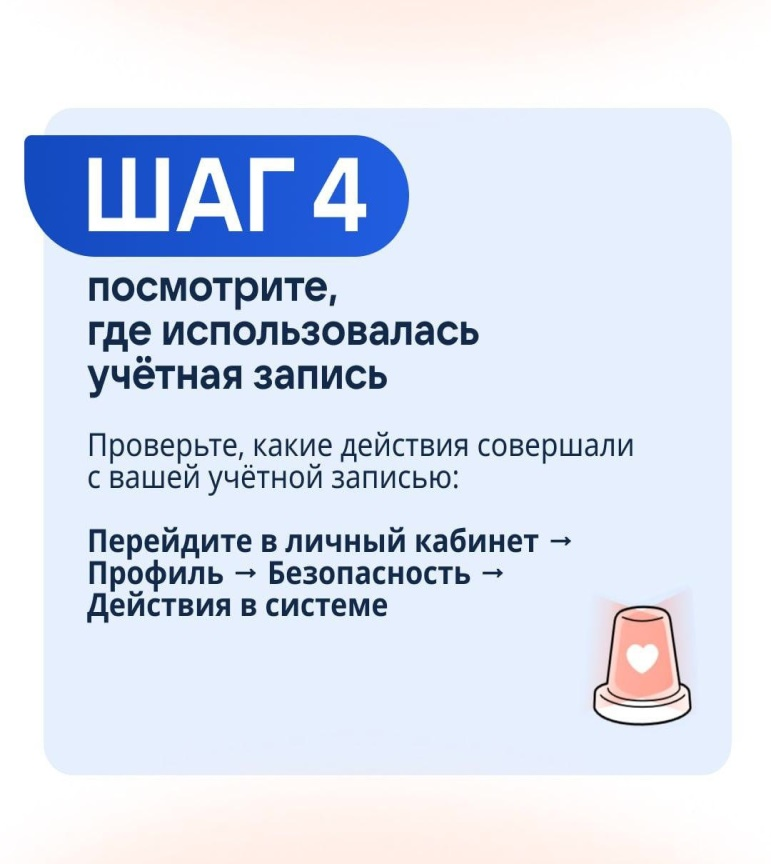 ШАГ 4
посмотрите,
где использовалась
учётная запись
Проверьте, какие действия совершали
с вашей учётной записью:
Перейдите в личный кабинет →
Профиль → Безопасность →
Действия в системе